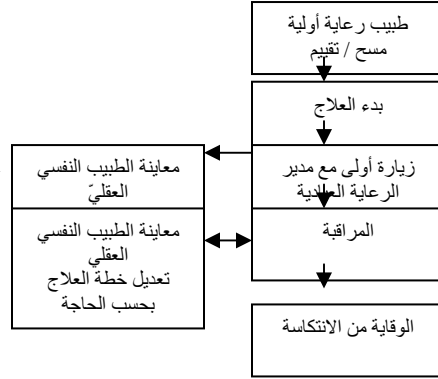 طبيب رعاية أولية
مسح / تقييم
بدء العلاج
زيارة أولى مع مدير
الرعاية العيادية
معاينة الطبيب النفسي
العقليّ
المراقبة
معاينة الطبيب النفسي
العقلي
تعديل خطة العلاج
بحسب الحاجة
الوقاية من الانتكاسة